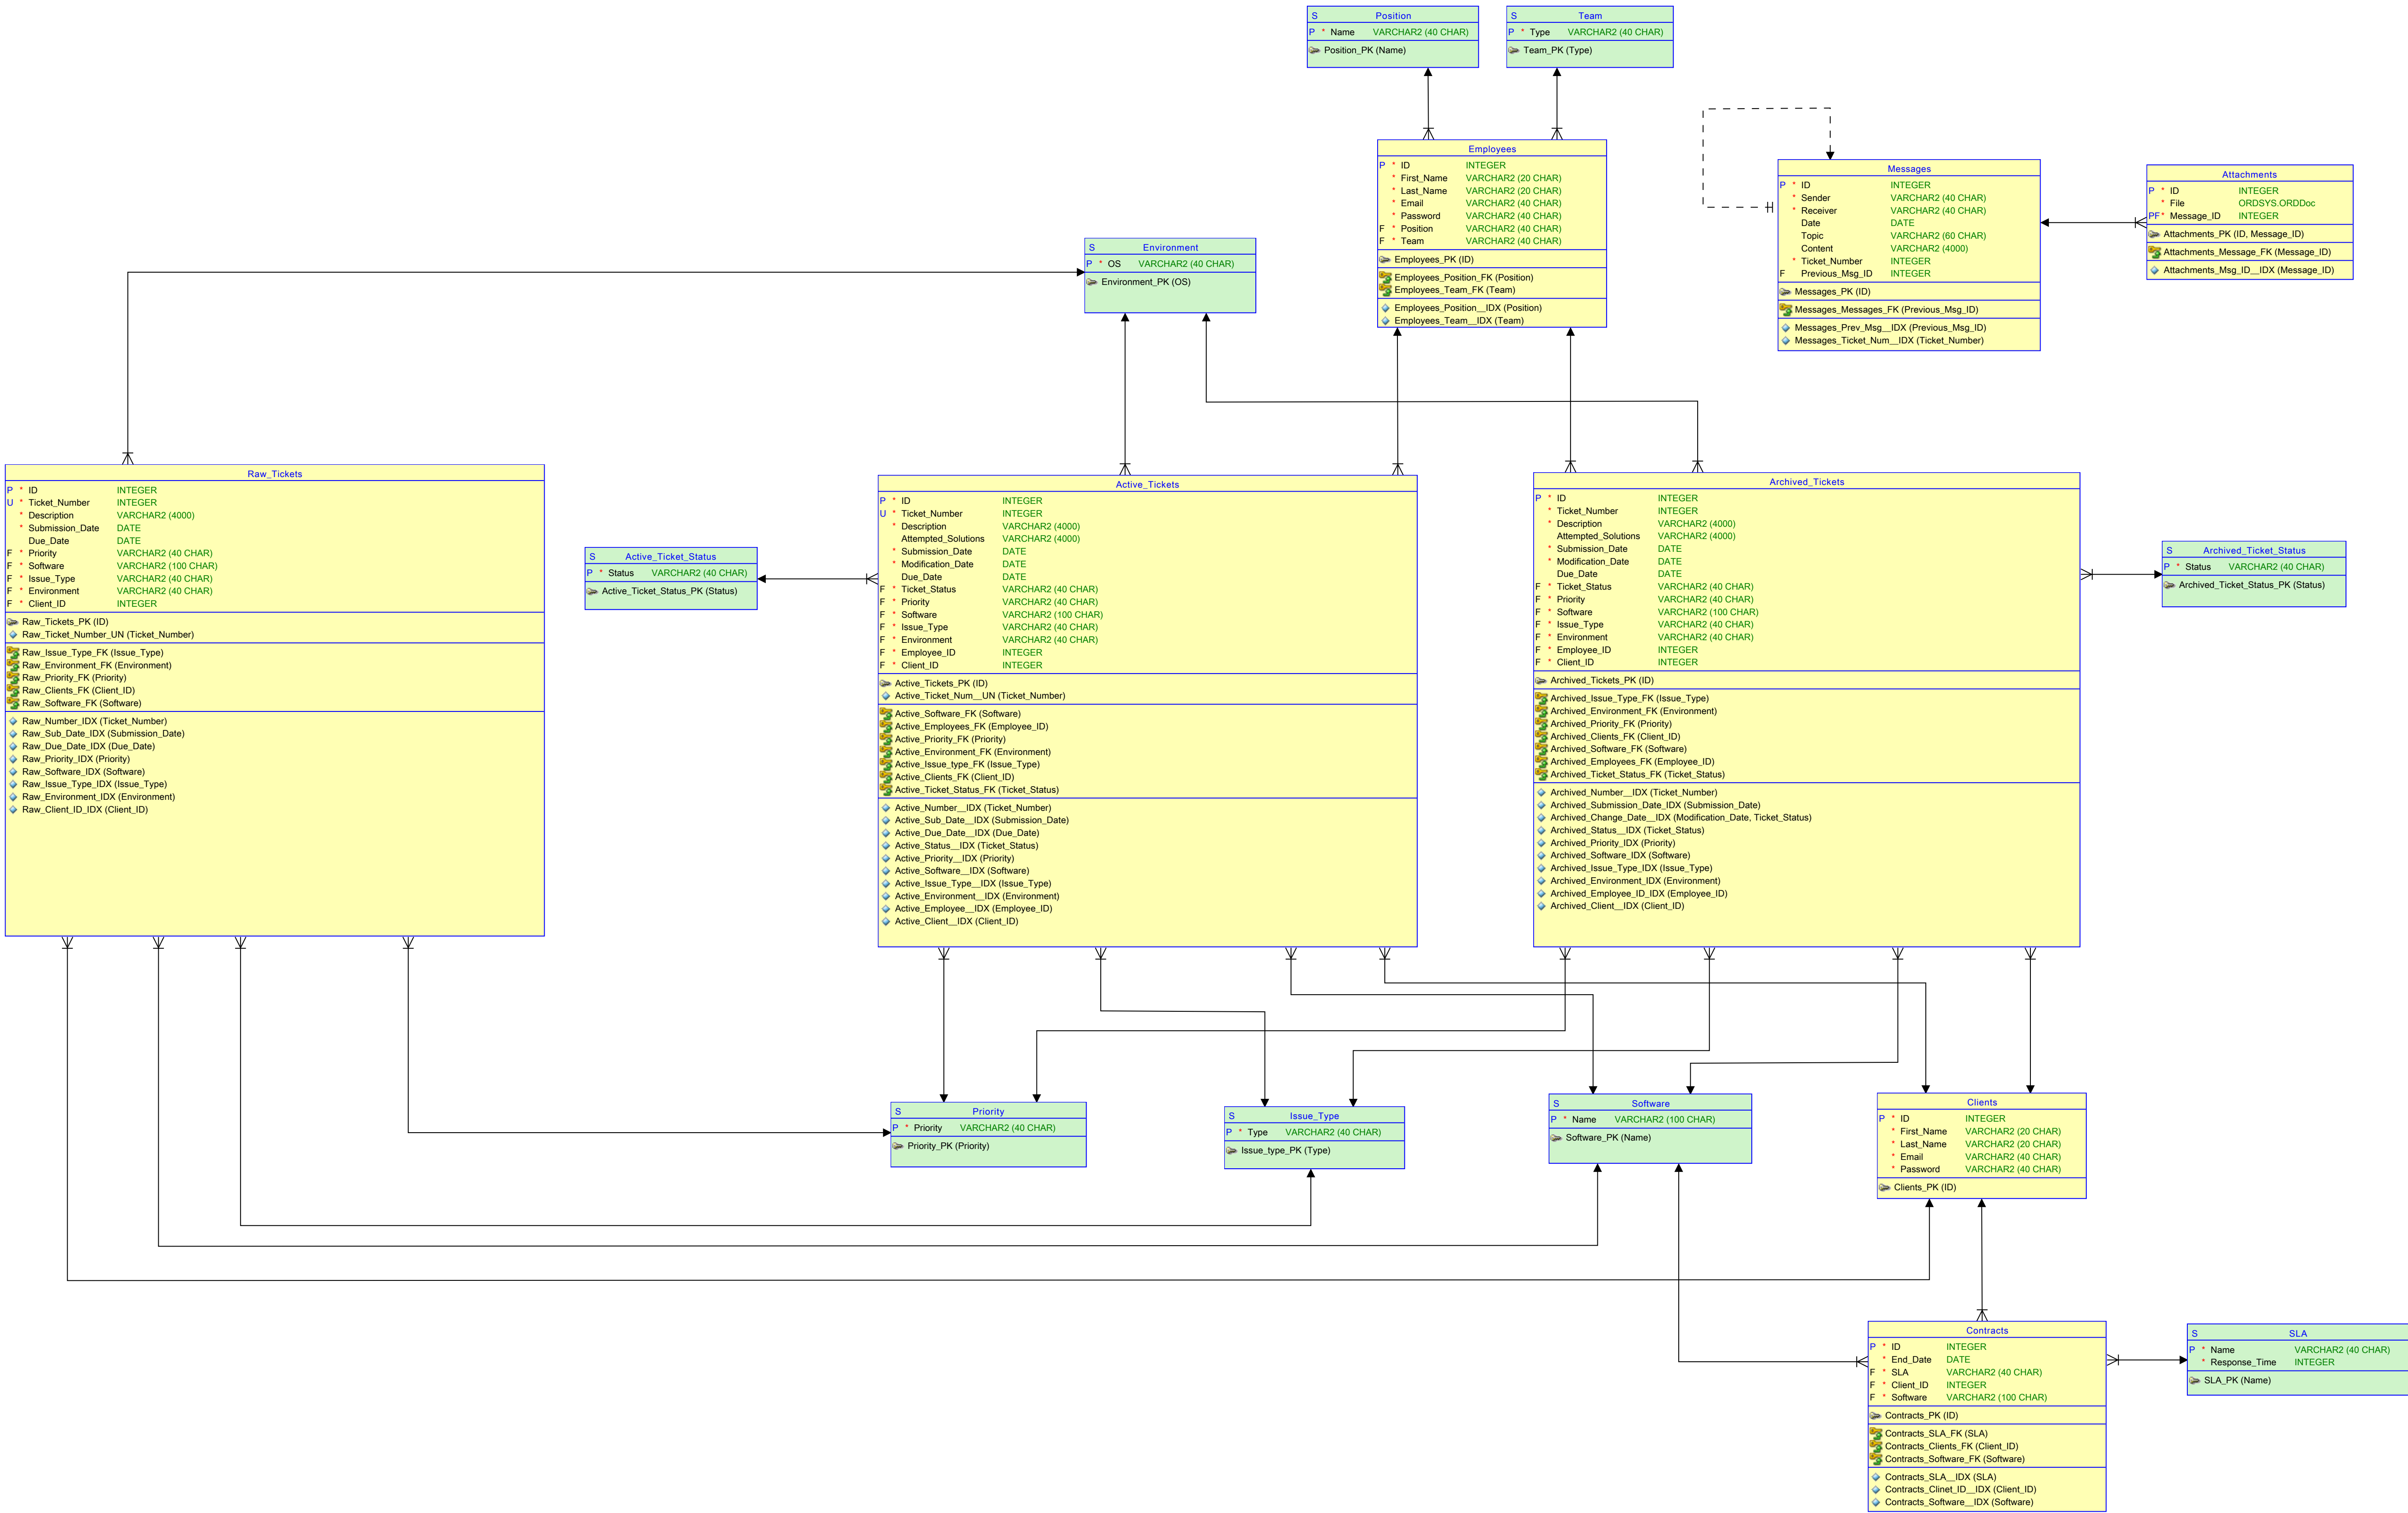 S Position
P * Name VARCHAR2 (40 CHAR)
Position_PK (Name)
S Team
P * Type VARCHAR2 (40 CHAR)
Team_PK (Type)
Employees
P * ID INTEGER
* First_Name VARCHAR2 (20 CHAR)
* Last_Name VARCHAR2 (20 CHAR)
* Email VARCHAR2 (40 CHAR)
* Password VARCHAR2 (40 CHAR)
F * Position VARCHAR2 (40 CHAR)
F * Team VARCHAR2 (40 CHAR)
Employees_PK (ID)
Employees_Position_FK (Position)
Employees_Team_FK (Team)
Employees_Position__IDX (Position)
Employees_Team__IDX (Team)
Messages
P * ID INTEGER
* Sender VARCHAR2 (40 CHAR)
* Receiver VARCHAR2 (40 CHAR)
Date DATE
Topic VARCHAR2 (60 CHAR)
Content VARCHAR2 (4000)
* Ticket_Number INTEGER
F Previous_Msg_ID INTEGER
Messages_PK (ID)
Messages_Messages_FK (Previous_Msg_ID)
Messages_Prev_Msg__IDX (Previous_Msg_ID)
Messages_Ticket_Num__IDX (Ticket_Number)
Attachments
P * ID INTEGER
* File ORDSYS.ORDDoc
PF* Message_ID INTEGER
Attachments_PK (ID, Message_ID)
Attachments_Message_FK (Message_ID)
Attachments_Msg_ID__IDX (Message_ID)
S Environment
P * OS VARCHAR2 (40 CHAR)
Environment_PK (OS)
Raw_Tickets
P * ID INTEGER
U * Ticket_Number INTEGER
* Description VARCHAR2 (4000)
* Submission_Date DATE
Due_Date DATE
F * Priority VARCHAR2 (40 CHAR)
F * Software VARCHAR2 (100 CHAR)
F * Issue_Type VARCHAR2 (40 CHAR)
F * Environment VARCHAR2 (40 CHAR)
F * Client_ID INTEGER
Raw_Tickets_PK (ID)
Raw_Ticket_Number_UN (Ticket_Number)
Raw_Issue_Type_FK (Issue_Type)
Raw_Environment_FK (Environment)
Raw_Priority_FK (Priority)
Raw_Clients_FK (Client_ID)
Raw_Software_FK (Software)
Raw_Number_IDX (Ticket_Number)
Raw_Sub_Date_IDX (Submission_Date)
Raw_Due_Date_IDX (Due_Date)
Raw_Priority_IDX (Priority)
Raw_Software_IDX (Software)
Raw_Issue_Type_IDX (Issue_Type)
Raw_Environment_IDX (Environment)
Raw_Client_ID_IDX (Client_ID)
S Active_Ticket_Status
P * Status VARCHAR2 (40 CHAR)
Active_Ticket_Status_PK (Status)
Active_Tickets
P * ID INTEGER
U * Ticket_Number INTEGER
* Description VARCHAR2 (4000)
Attempted_Solutions VARCHAR2 (4000)
* Submission_Date DATE
* Modification_Date DATE
Due_Date DATE
F * Ticket_Status VARCHAR2 (40 CHAR)
F * Priority VARCHAR2 (40 CHAR)
F * Software VARCHAR2 (100 CHAR)
F * Issue_Type VARCHAR2 (40 CHAR)
F * Environment VARCHAR2 (40 CHAR)
F * Employee_ID INTEGER
F * Client_ID INTEGER
Active_Tickets_PK (ID)
Active_Ticket_Num__UN (Ticket_Number)
Active_Software_FK (Software)
Active_Employees_FK (Employee_ID)
Active_Priority_FK (Priority)
Active_Environment_FK (Environment)
Active_Issue_type_FK (Issue_Type)
Active_Clients_FK (Client_ID)
Active_Ticket_Status_FK (Ticket_Status)
Active_Number__IDX (Ticket_Number)
Active_Sub_Date__IDX (Submission_Date)
Active_Due_Date__IDX (Due_Date)
Active_Status__IDX (Ticket_Status)
Active_Priority__IDX (Priority)
Active_Software__IDX (Software)
Active_Issue_Type__IDX (Issue_Type)
Active_Environment__IDX (Environment)
Active_Employee__IDX (Employee_ID)
Active_Client__IDX (Client_ID)
Archived_Tickets
P * ID INTEGER
* Ticket_Number INTEGER
* Description VARCHAR2 (4000)
Attempted_Solutions VARCHAR2 (4000)
* Submission_Date DATE
* Modification_Date DATE
Due_Date DATE
F * Ticket_Status VARCHAR2 (40 CHAR)
F * Priority VARCHAR2 (40 CHAR)
F * Software VARCHAR2 (100 CHAR)
F * Issue_Type VARCHAR2 (40 CHAR)
F * Environment VARCHAR2 (40 CHAR)
F * Employee_ID INTEGER
F * Client_ID INTEGER
Archived_Tickets_PK (ID)
Archived_Issue_Type_FK (Issue_Type)
Archived_Environment_FK (Environment)
Archived_Priority_FK (Priority)
Archived_Clients_FK (Client_ID)
Archived_Software_FK (Software)
Archived_Employees_FK (Employee_ID)
Archived_Ticket_Status_FK (Ticket_Status)
Archived_Number__IDX (Ticket_Number)
Archived_Submission_Date_IDX (Submission_Date)
Archived_Change_Date__IDX (Modification_Date, Ticket_Status)
Archived_Status__IDX (Ticket_Status)
Archived_Priority_IDX (Priority)
Archived_Software_IDX (Software)
Archived_Issue_Type_IDX (Issue_Type)
Archived_Environment_IDX (Environment)
Archived_Employee_ID_IDX (Employee_ID)
Archived_Client__IDX (Client_ID)
S Archived_Ticket_Status
P * Status VARCHAR2 (40 CHAR)
Archived_Ticket_Status_PK (Status)
S Priority
P * Priority VARCHAR2 (40 CHAR)
Priority_PK (Priority)
S Issue_Type
P * Type VARCHAR2 (40 CHAR)
Issue_type_PK (Type)
S Software
P * Name VARCHAR2 (100 CHAR)
Software_PK (Name)
Clients
P * ID INTEGER
* First_Name VARCHAR2 (20 CHAR)
* Last_Name VARCHAR2 (20 CHAR)
* Email VARCHAR2 (40 CHAR)
* Password VARCHAR2 (40 CHAR)
Clients_PK (ID)
Contracts
P * ID INTEGER
* End_Date DATE
F * SLA VARCHAR2 (40 CHAR)
F * Client_ID INTEGER
F * Software VARCHAR2 (100 CHAR)
Contracts_PK (ID)
Contracts_SLA_FK (SLA)
Contracts_Clients_FK (Client_ID)
Contracts_Software_FK (Software)
Contracts_SLA__IDX (SLA)
Contracts_Clinet_ID__IDX (Client_ID)
Contracts_Software__IDX (Software)
S SLA
P * Name VARCHAR2 (40 CHAR)
* Response_Time INTEGER
SLA_PK (Name)